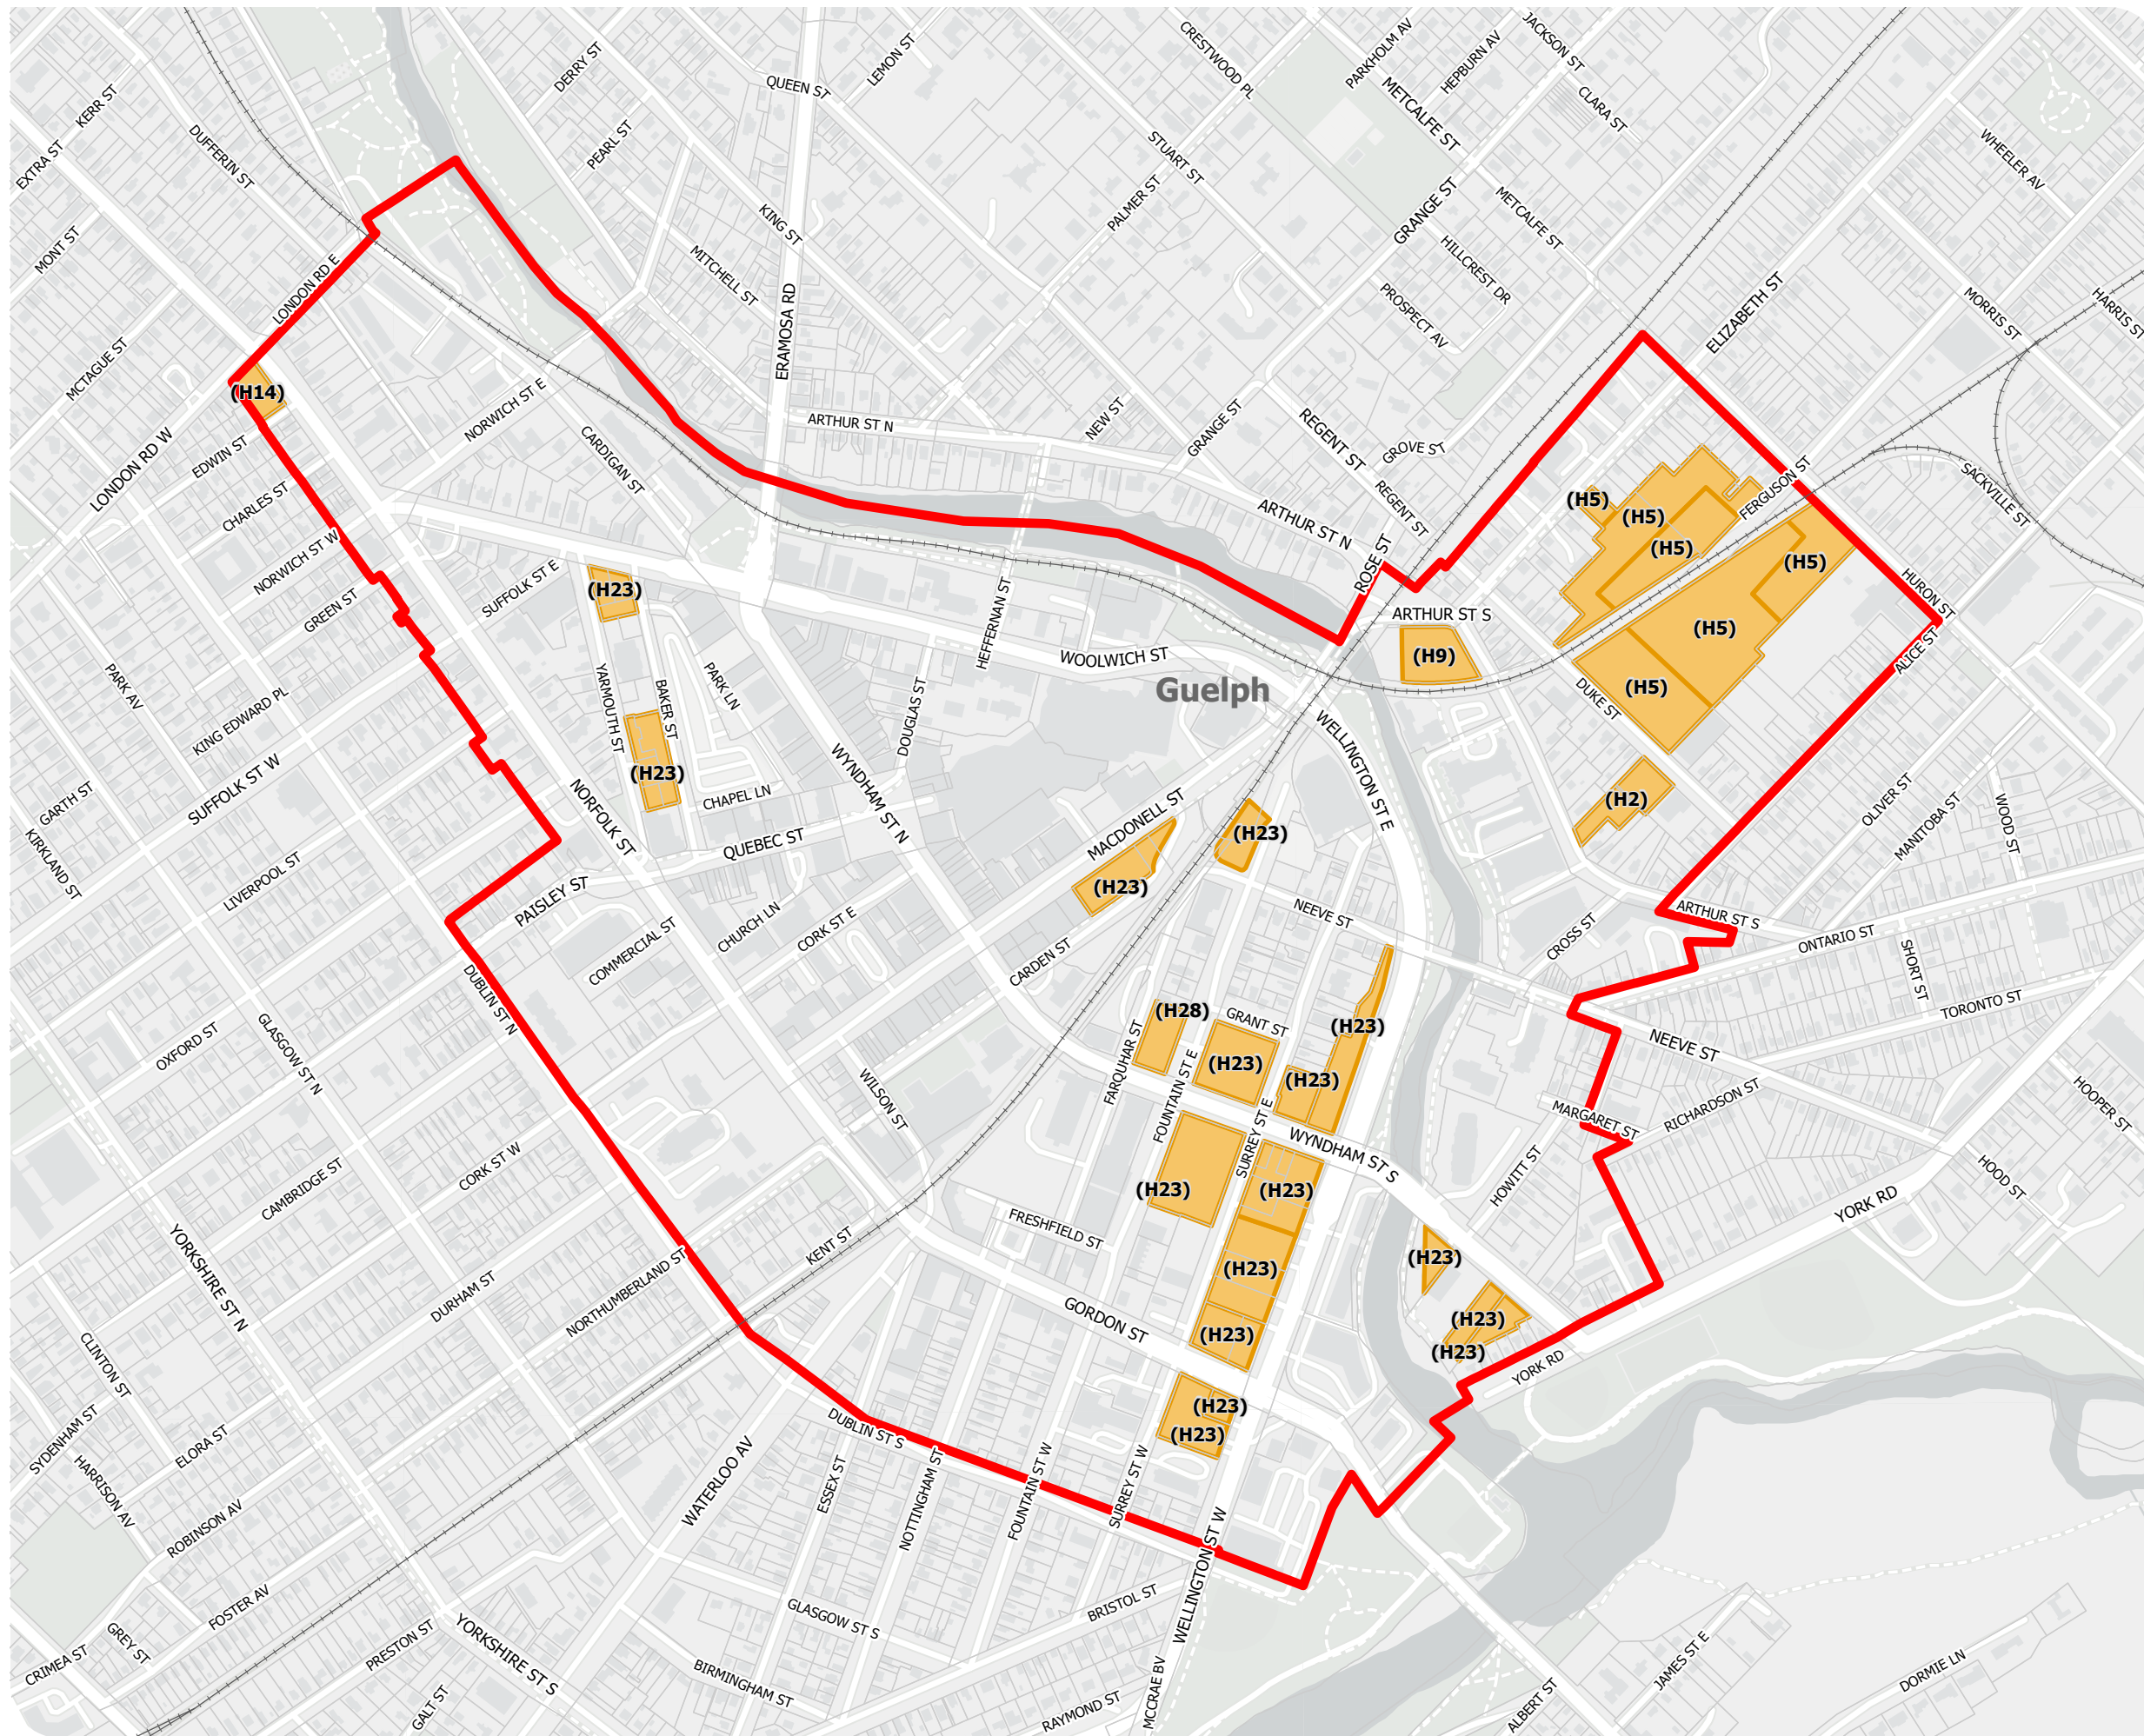 CRESTWOOD PL
PARKHOLM AV
HEPBURN AV
JACKSON ST
LEMON ST
DERRY ST
QUEEN ST
METCALFE ST
CLARA ST
KERR ST
EXTRA ST
DUFFERIN ST
PEARL ST
STUART ST
WHEELER AV
PALMER ST
GRANGE ST
METCALFE ST
KING ST
MONT ST
MITCHELL ST
HILLCREST DR
LONDON RD E
ERAMOSA RD
PROSPECT AV
ELIZABETH ST
MORRIS ST
HARRIS ST
MCTAGUE ST
(H14)
NORWICH ST E
ARTHUR ST N
NEW ST
GRANGE ST
REGENT ST
GROVE ST
LONDON RD W
EDWIN ST
CARDIGAN ST
CHARLES ST
REGENT ST
ARTHUR ST N
(H5)
(H5)
(H5)
FERGUSON ST
SACKVILLE ST
(H5)
NORWICH ST W
SUFFOLK ST E
GREEN ST
(H23)
HEFFERNAN ST
ROSE ST
ARTHUR ST S
HURON ST
(H5)
ALICE ST
WOOLWICH ST
(H9)
Guelph
(H5)
DUKE ST
PARK AV
YARMOUTH ST
BAKER ST
PARK LN
DOUGLAS ST
KING EDWARD PL
(H23)
WELLINGTON ST E
SUFFOLK ST W
GARTH ST
NORFOLK ST
CHAPEL LN
WYNDHAM ST N
MACDONELL ST
(H23)
(H2)
OLIVER ST
MANITOBA ST
WOOD ST
KIRKLAND ST
QUEBEC ST
LIVERPOOL ST
PAISLEY ST
(H23)
NEEVE ST
ARTHUR ST S
ONTARIO ST
COMMERCIAL ST
CHURCH LN
CORK ST E
CARDEN ST
CROSS ST
SHORT ST
DUBLIN ST N
TORONTO ST
OXFORD ST
GLASGOW ST N
(H28)
GRANT ST
(H23)
NEEVE ST
FARQUHAR ST
FOUNTAIN ST E
(H23)
(H23)
WILSON ST
SURREY ST E
MARGARET ST
RICHARDSON ST
HOOPER ST
WYNDHAM ST S
CORK ST W
CAMBRIDGE ST
(H23)
(H23)
HOWITT ST
HOOD ST
YORK RD
YORKSHIRE ST N
FRESHFIELD ST
KENT ST
(H23)
(H23)
DURHAM ST
NORTHUMBERLAND ST
GORDON ST
(H23)
(H23)
(H23)
YORK RD
CLINTON ST
(H23)
(H23)
SYDENHAM ST
ELORA ST
DUBLIN ST S
HARRISON AV
WATERLOO AV
ESSEX ST
NOTTINGHAM ST
FOUNTAIN ST W
SURREY ST W
ROBINSON AV
WELLINGTON ST W
FOSTER AV
GLASGOW ST S
BRISTOL ST
GREY ST
PRESTON ST
YORKSHIRE ST S
CRIMEA ST
BIRMINGHAM ST
GALT ST
RAYMOND ST
MCCRAE BV
ALBERT ST
JAMES ST E
DORMIE LN